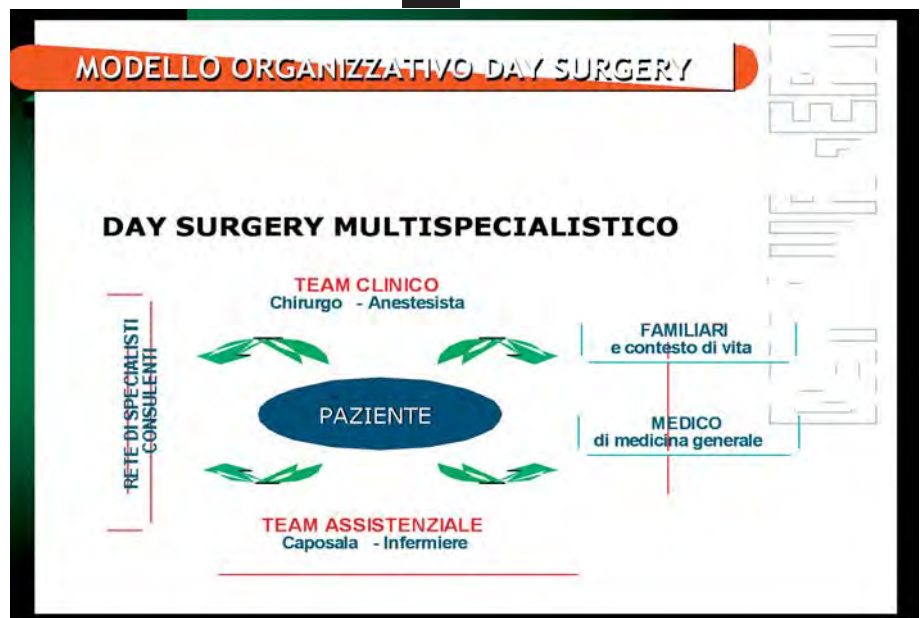 MODELLO ORGANIZZATIVO DAY SURGERY
DAY SURGERY MULTISPECIALISTICO
TEAM CLINICO
Chirurgo - Anestesista
RETE DI SPECIALISTI
CONSULENTI
FAMILIARI
e contesto di vita
PAZIENTE
MEDICO
di medicina generale
TEAM ASSISTENZIALE
Caposala - Infermiere